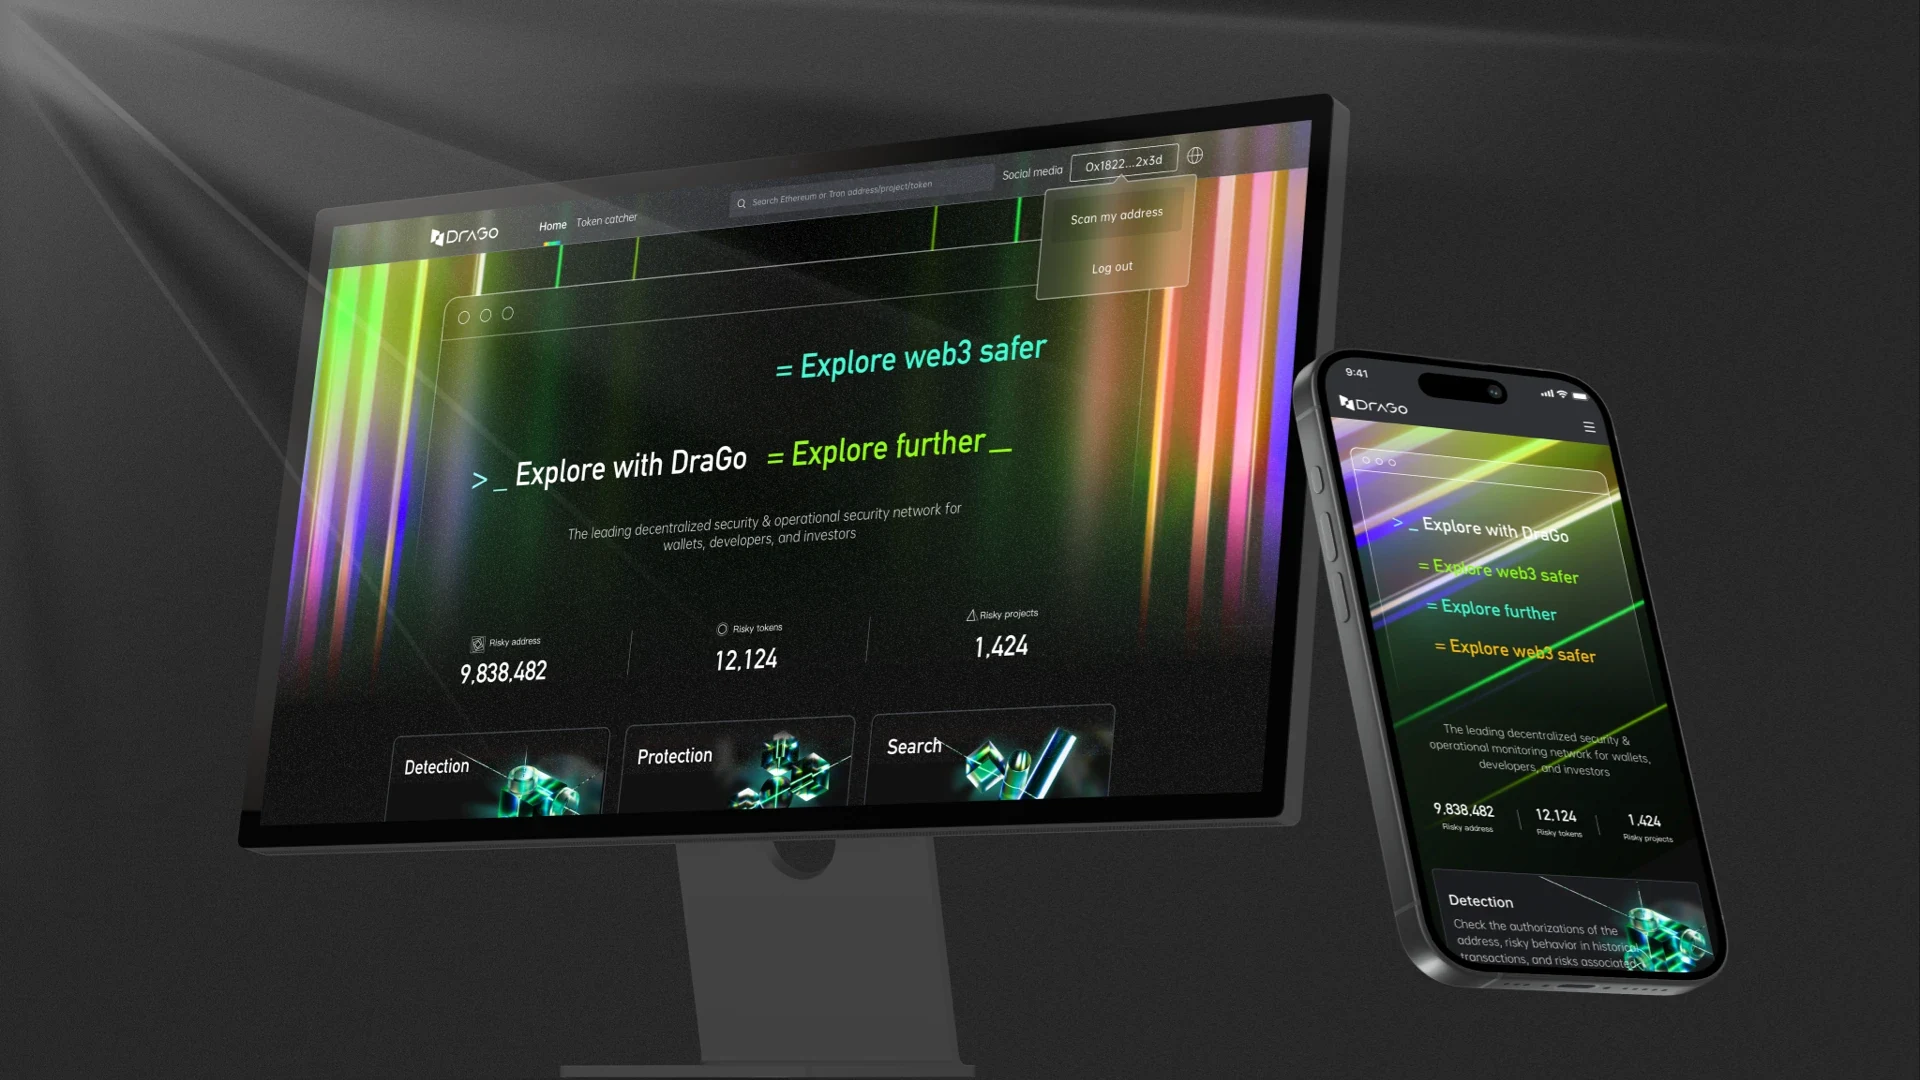 DraGo
Home
Token catcher
Search Ethereum or Tron address/project/token
Social media
0x1822...2x3d
Scan my address
Log out
= Explore web3 safer
>_ Explore with DraGo = Explore further_
The leading decentralized security & operational security network for
wallets, developers, and investors
Risky address
9,838,482
Risky tokens
12,124
Risky projects
1,424
Detection
Protection
Search
9:41
DraGo
>_ Explore with DraGo
= Explore web3 safer
= Explore further
= Explore web3 safer
The leading decentralized security &
operational monitoring network for wallets,
developers, and investors
9,838,482
Risky address
12,124
Risky tokens
1,424
Risky projects
Detection
Check the authorizations of the
address, risky behavior in historical
transactions, and risks associated